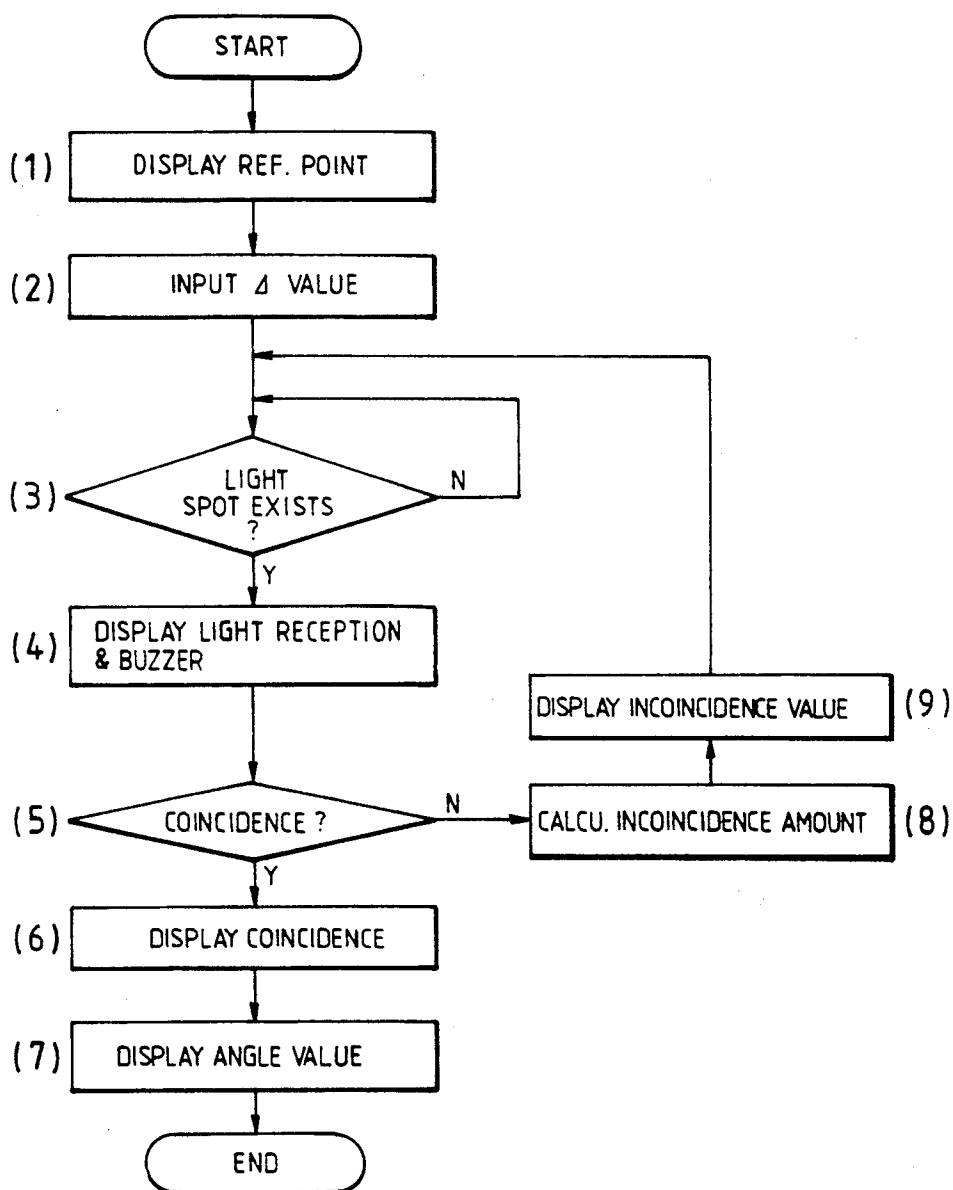 START
(1)
DISPLAY REF. POINT
(2)
INPUT Δ VALUE
(3)
LIGHT
SPOT EXISTS
?
N
Y
(4)
DISPLAY LIGHT RECEPTION
& BUZZER
DISPLAY INCOINCIDENCE VALUE
(9)
(5)
COINCIDENCE ?
N
CALCU. INCOINCIDENCE AMOUNT
(8)
Y
(6)
DISPLAY COINCIDENCE
(7)
DISPLAY ANGLE VALUE
END